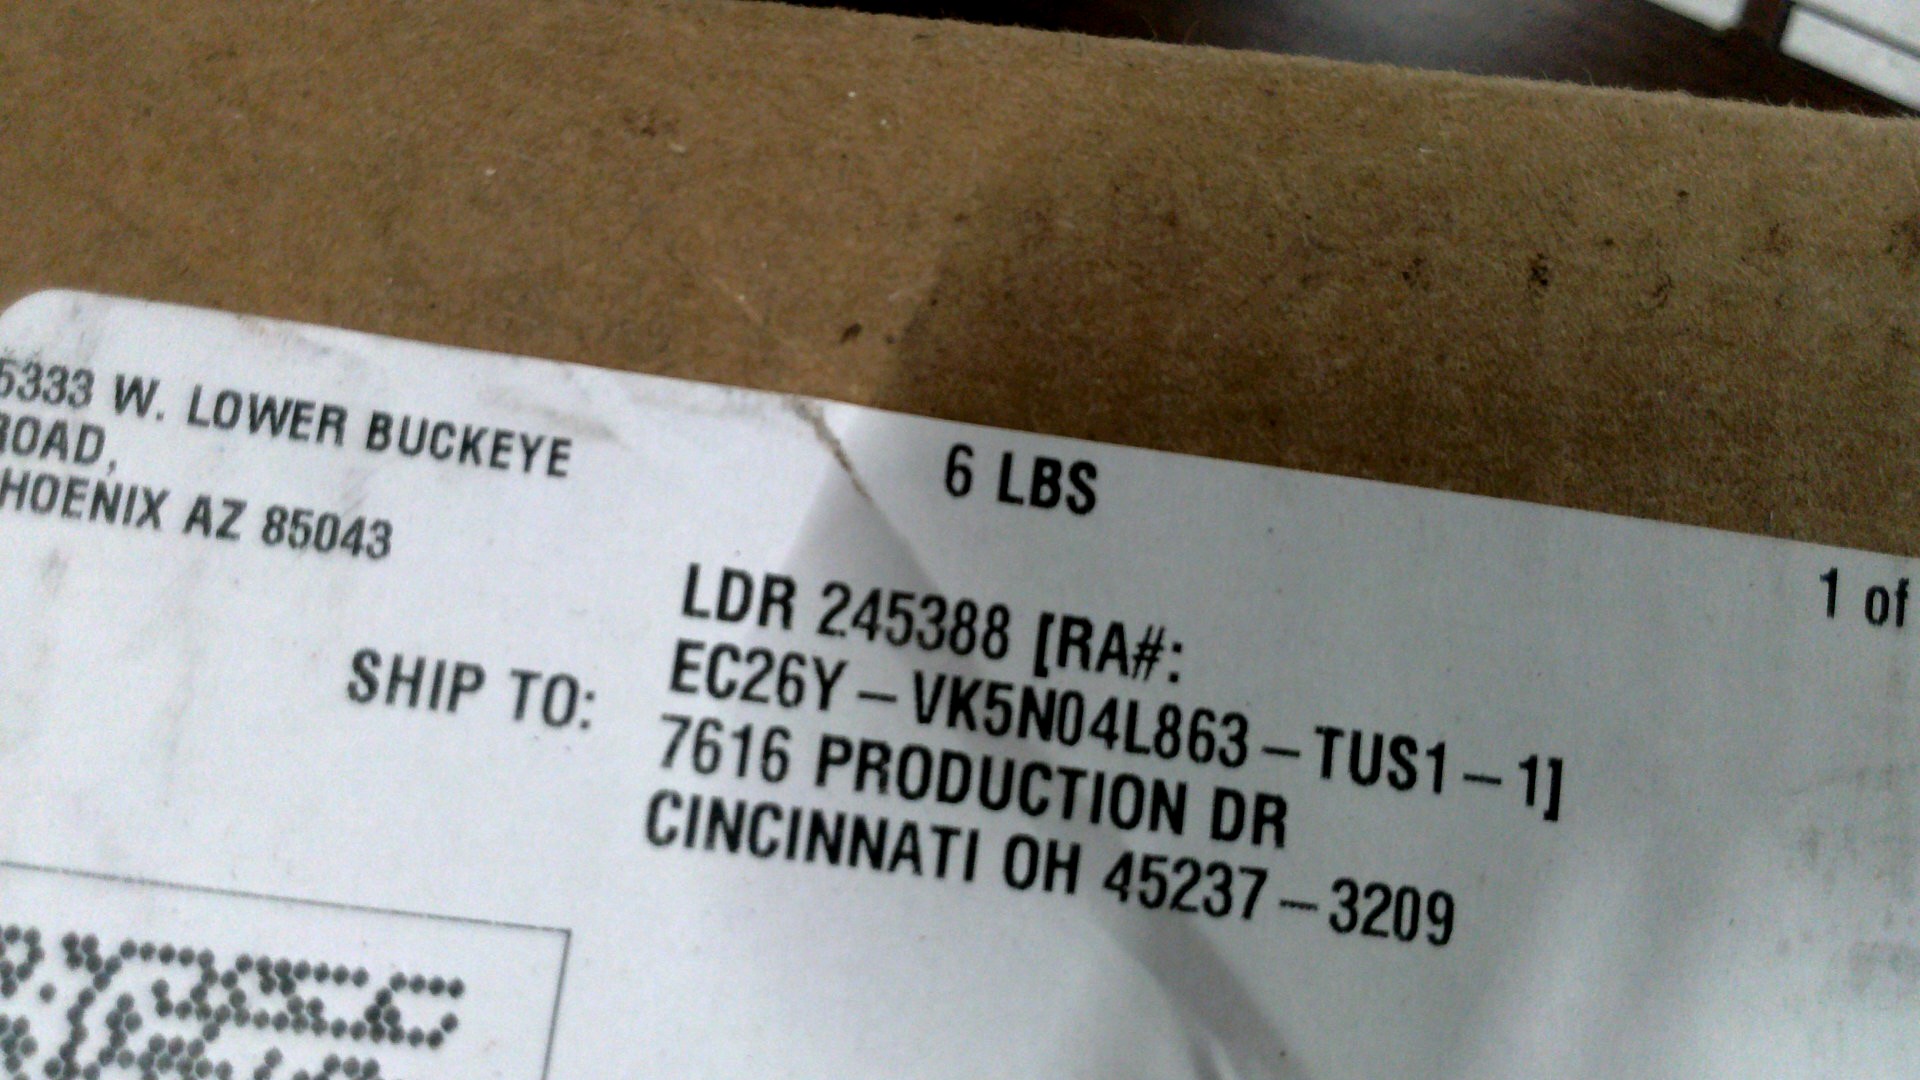 5333 W. LOWER BUCKEYE
ROAD,
HOENIX AZ 85043
6 LBS
1 of
LDR 245388 [RA#:
SHIP TO: EC26Y-VK5N04L863-TUS1-1]
7616 PRODUCTION DR
CINCINNATI OH 45237-3209